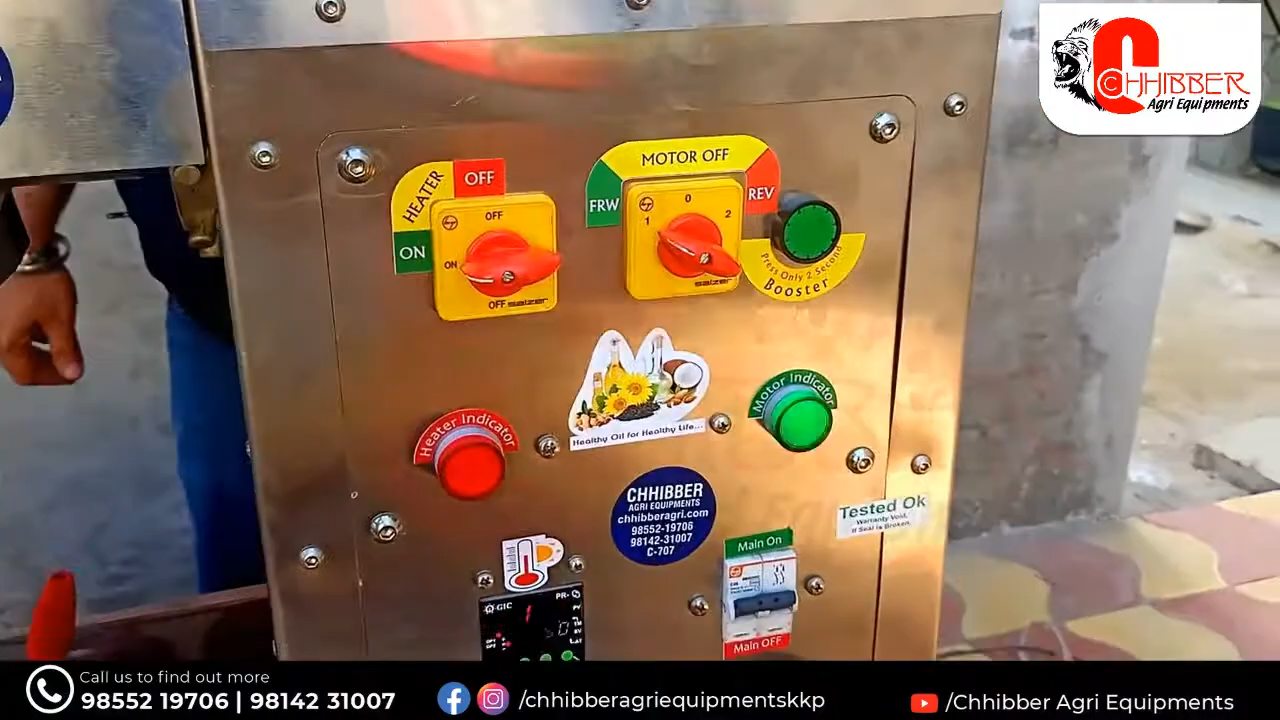 CHHIBBER
Agri Equipments
MOTOR OFF
HEATER
OFF
FRW
REV
ON
OFF
0
1
2
ON
OFF
salzer
salzer
Press Only 2 Second
Booster
Heater Indicator
Motor Indicator
Healthy Oil for Healthy Life...
CHHIBBER
AGRI EQUIPMENTS
chhibberagri.com
98552-19706
98142-31007
C-707
Tested Ok
Warranty Void,
If Seal is Broken.
Main On
GIC
PR-
Main OFF
Call us to find out more
98552 19706 | 98142 31007
/chhibberagriequipmentskkp
/Chhibber Agri Equipments